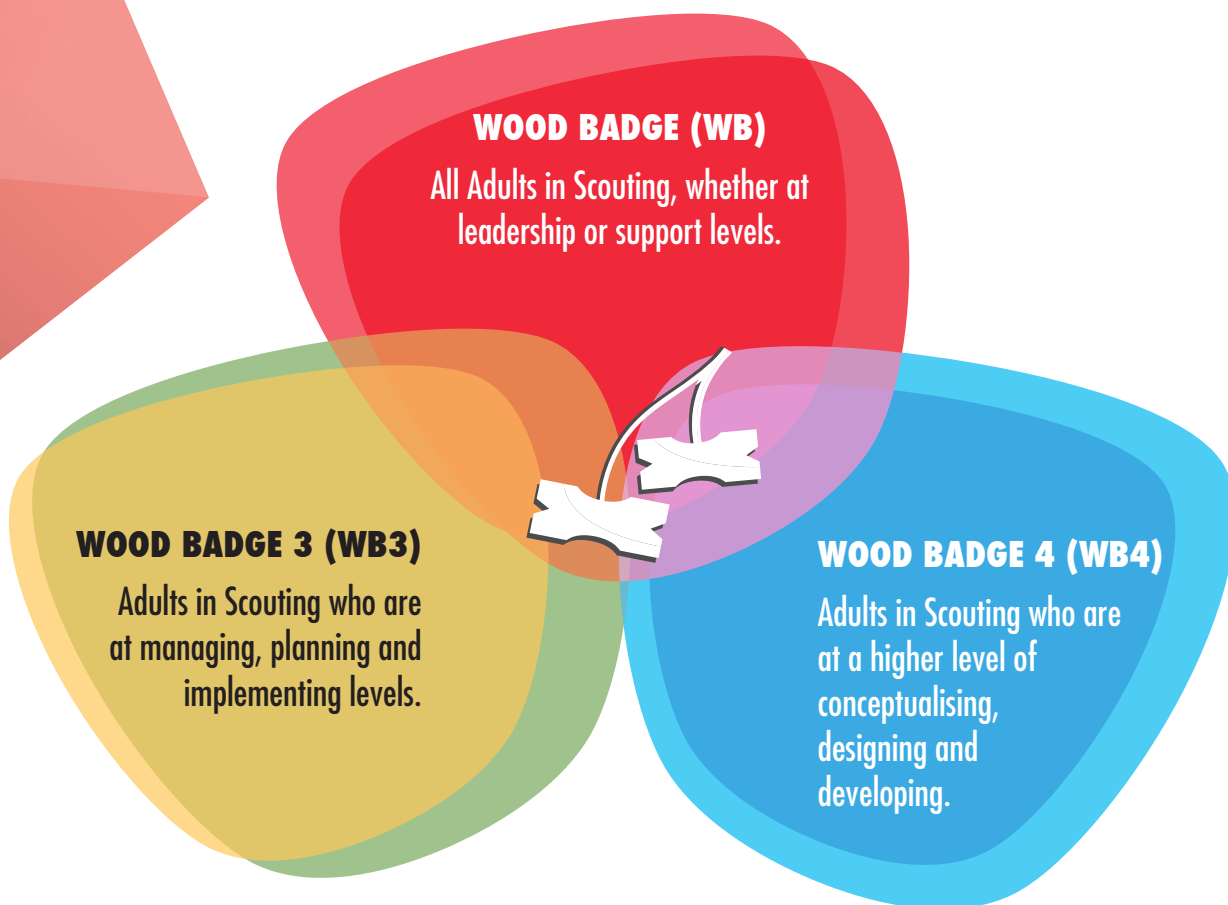 WOOD BADGE (WB)
All Adults in Scouting, whether at
leadership or support levels.
WOOD BADGE 3 (WB3)
Adults in Scouting who are
at managing, planning and
implementing levels.
WOOD BADGE 4 (WB4)
Adults in Scouting who are
at a higher level of
conceptualising,
designing and
developing.